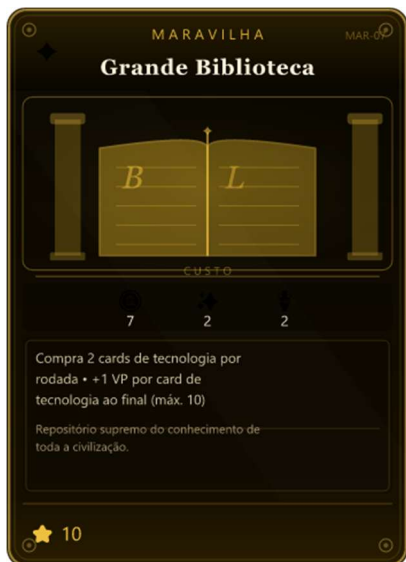 MARAVILHA
MAR-07
Grande Biblioteca
B L
CUSTO
7 2 2
Compra 2 cards de tecnologia por
rodada • +1 VP por card de
tecnologia ao final (máx. 10)
Repositório supremo do conhecimento de
toda a civilização.
10